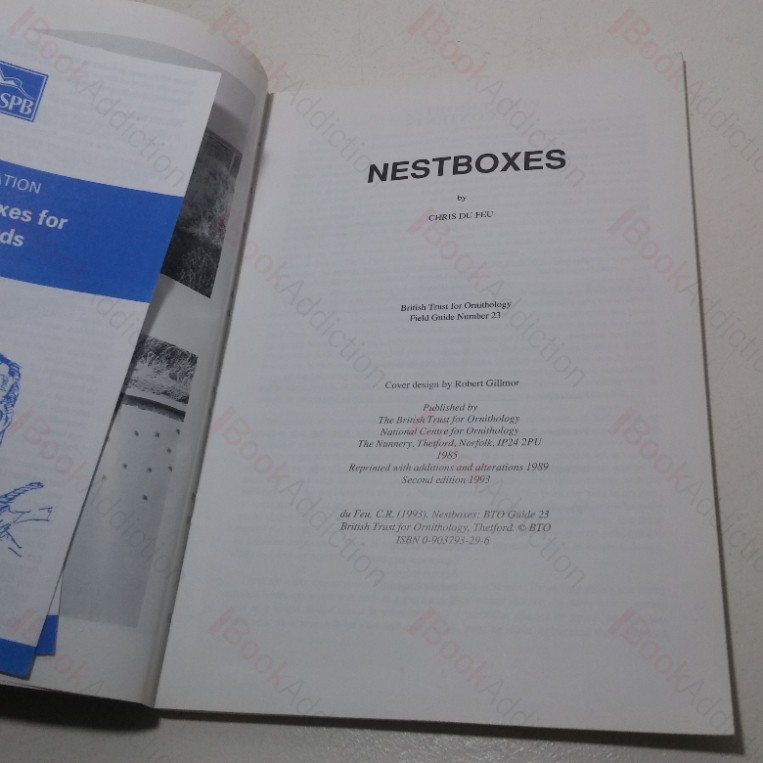 SPB
ATION
xes for
ds
NESTBOXES
by
CHRIS DU FEU
British Trust for Ornithology
Field Guide Number 23
Cover design by Robert Gillmor
Published by
The British Trust for Ornithology
National Centre for Ornithology
The Nunnery, Thetford, Norfolk, IP24 2PU
1985
Reprinted with additions and alterations 1989
Second edition 1993
du Feu, C.R. (1993). Nestboxes: BTO Guide 23
British Trust for Ornithology, Thetford. © BTO
ISBN 0-903793-29-6
BookAddiction